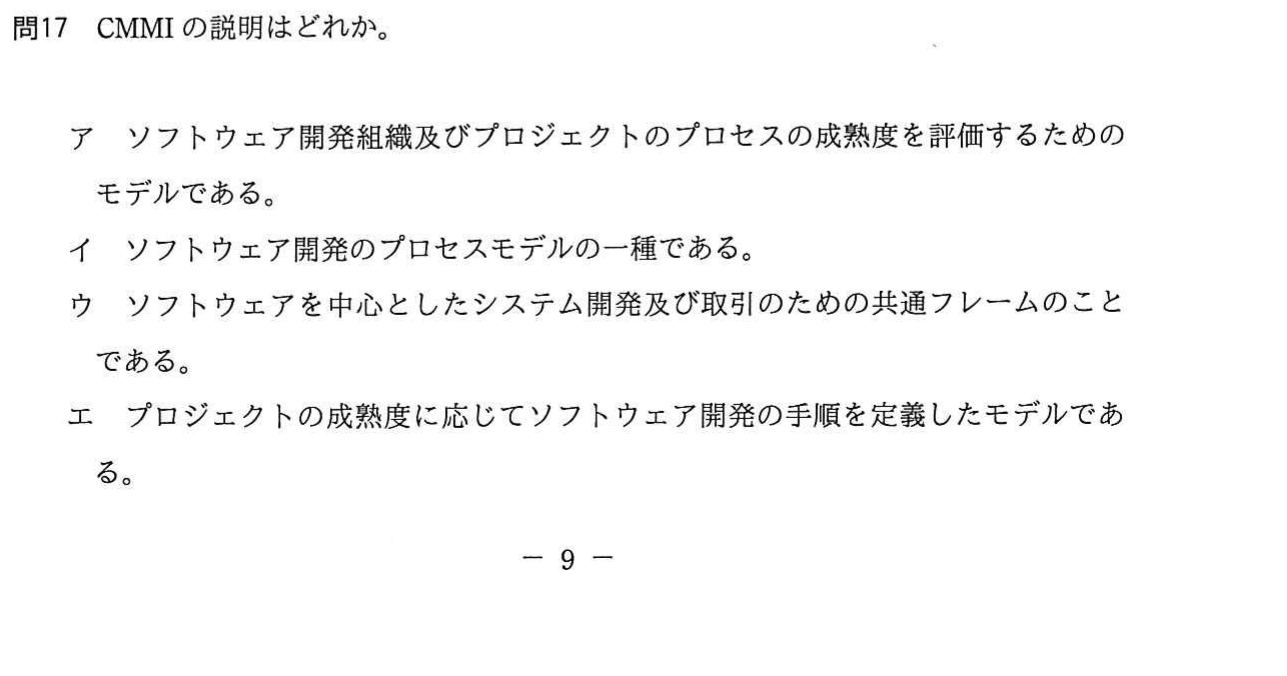 問17 CMMI の説明はどれか。
ア ソフトウェア開発組織及びプロジェクトのプロセスの成熟度を評価するための
モデルである。
イ ソフトウェア開発のプロセスモデルの一種である。
ウ ソフトウェアを中心としたシステム開発及び取引のための共通フレームのこと
である。
エ プロジェクトの成熟度に応じてソフトウェア開発の手順を定義したモデルであ
る。
― 9 ―